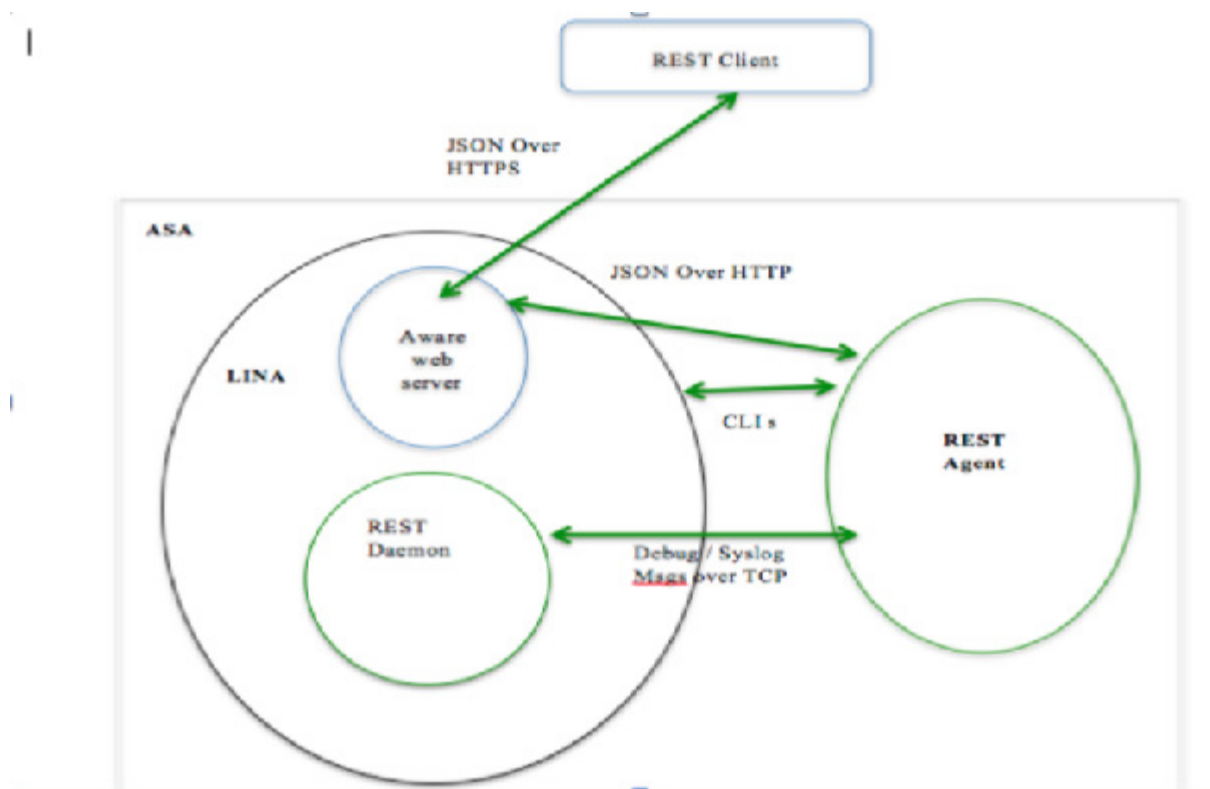 REST Client
JSON Over
HTTPS
ASA
JSON Over HTTP
Aware
web
server
LINA
CLI s
REST
Agent
REST
Daemon
Debug / Syslog
Msgs over TCP